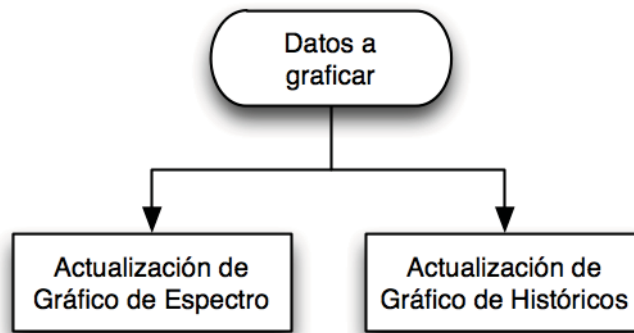 Datos a
graficar
Actualización de
Gráfico de Espectro
Actualización de
Gráfico de Históricos